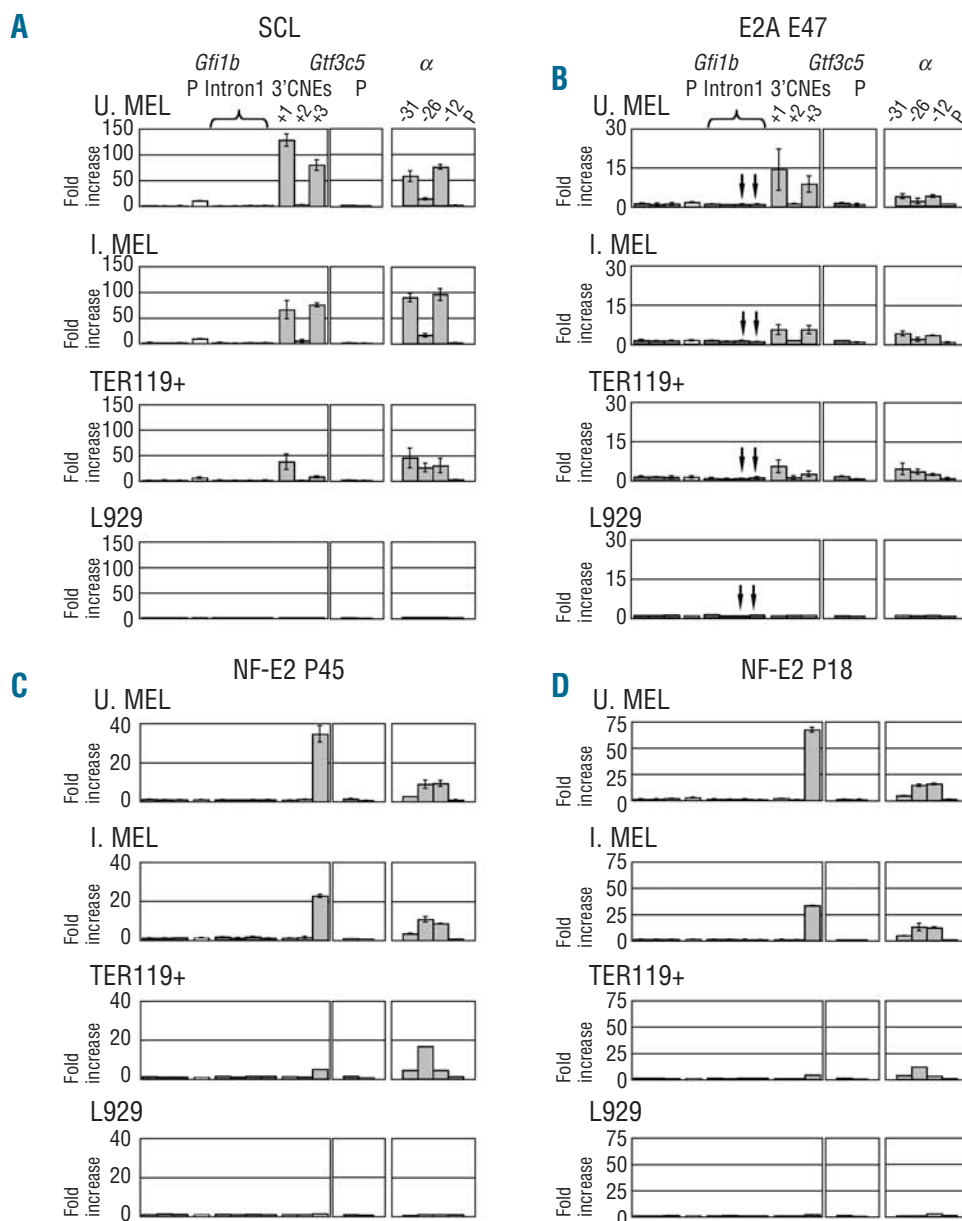 A
SCL
Gfi1b
Gtf3c5
α
P Intron1 3'CNEs
P
U. MEL
+1
+2
+3
-31
-26
-12
P
Fold increase
150
100
50
0
I. MEL
Fold increase
150
100
50
0
TER119+
Fold increase
150
100
50
0
L929
Fold increase
150
100
50
0
B
E2A E47
Gfi1b
Gtf3c5
α
P Intron1 3'CNEs
P
U. MEL
+1
+2
+3
-31
-26
-12
P
Fold increase
30
15
0
I. MEL
Fold increase
30
15
0
TER119+
Fold increase
30
15
0
L929
Fold increase
30
15
0
C
NF-E2 P45
U. MEL
Fold increase
40
20
0
I. MEL
Fold increase
40
20
0
TER119+
Fold increase
40
20
0
L929
Fold increase
40
20
0
D
NF-E2 P18
U. MEL
Fold increase
75
50
25
0
I. MEL
Fold increase
75
50
25
0
TER119+
Fold increase
75
50
25
0
L929
Fold increase
75
50
25
0